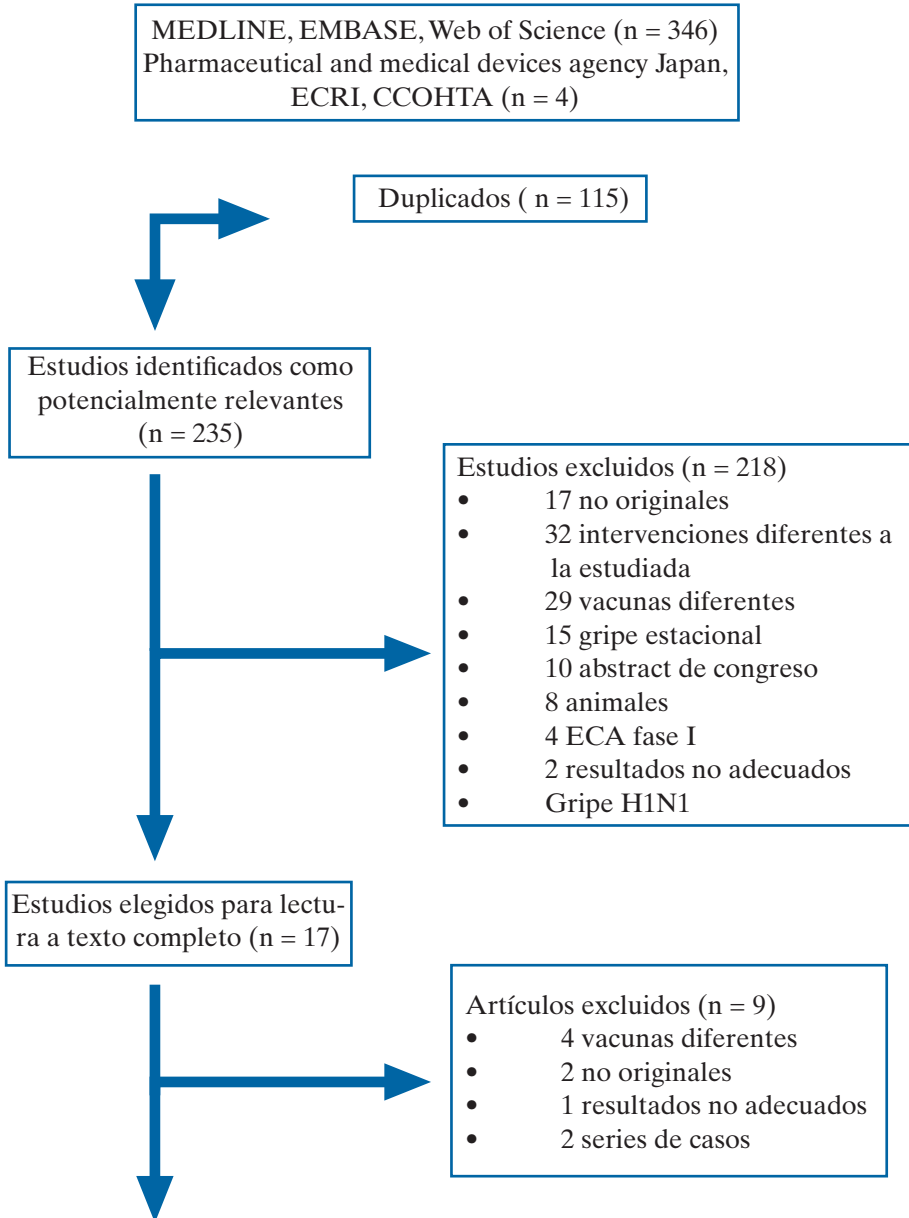 MEDLINE, EMBASE, Web of Science (n = 346)
Pharmaceutical and medical devices agency Japan,
ECRI, CCOHTA (n = 4)
Duplicados ( n = 115)
Estudios identificados como
potencialmente relevantes
(n = 235)
Estudios excluidos (n = 218)
• 17 no originales
• 32 intervenciones diferentes a
la estudiada
• 29 vacunas diferentes
• 15 gripe estacional
• 10 abstract de congreso
• 8 animales
• 4 ECA fase I
• 2 resultados no adecuados
• Gripe H1N1
Estudios elegidos para lectu-
ra a texto completo (n = 17)
Artículos excluidos (n = 9)
• 4 vacunas diferentes
• 2 no originales
• 1 resultados no adecuados
• 2 series de casos